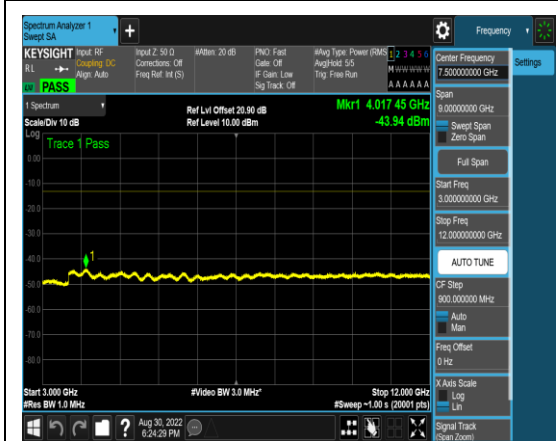 Spectrum Analyzer 1
Swept SA
Frequency
KEYSIGHT
RL
PASS
Input: RF
Coupling: DC
Align: Auto
Input Z: 50 Ω
Corrections: Off
Freq Ref: Int (S)
#Atten: 20 dB
PNO: Fast
Gate: Off
IF Gain: Low
Sig Track: Off
#Avg Type: Power (RMS
Avg|Hold: 5/5
Trig: Free Run
1 2 3 4 5 6
M W W W W W
A A A A A A
1 Spectrum
Scale/Div 10 dB
Ref Lvl Offset 20.90 dB
Ref Level 10.00 dBm
Mkr1 4.017 45 GHz
-43.94 dBm
Log
Trace 1 Pass
0.00
-10.0
-20.0
-30.0
-40.0
-50.0
-60.0
-70.0
-80.0
1
Start 3.000 GHz
#Res BW 1.0 MHz
#Video BW 3.0 MHz*
Stop 12.000 GHz
#Sweep ~1.00 s (20001 pts)
Center Frequency
7.500000000 GHz
Settings
Span
9.00000000 GHz
Swept Span
Zero Span
Full Span
Start Freq
3.000000000 GHz
Stop Freq
12.000000000 GHz
AUTO TUNE
CF Step
900.000000 MHz
Auto
Man
Freq Offset
0 Hz
X Axis Scale
Log
Lin
Signal Track
(Span Zoom)
Aug 30, 2022
6:24:29 PM